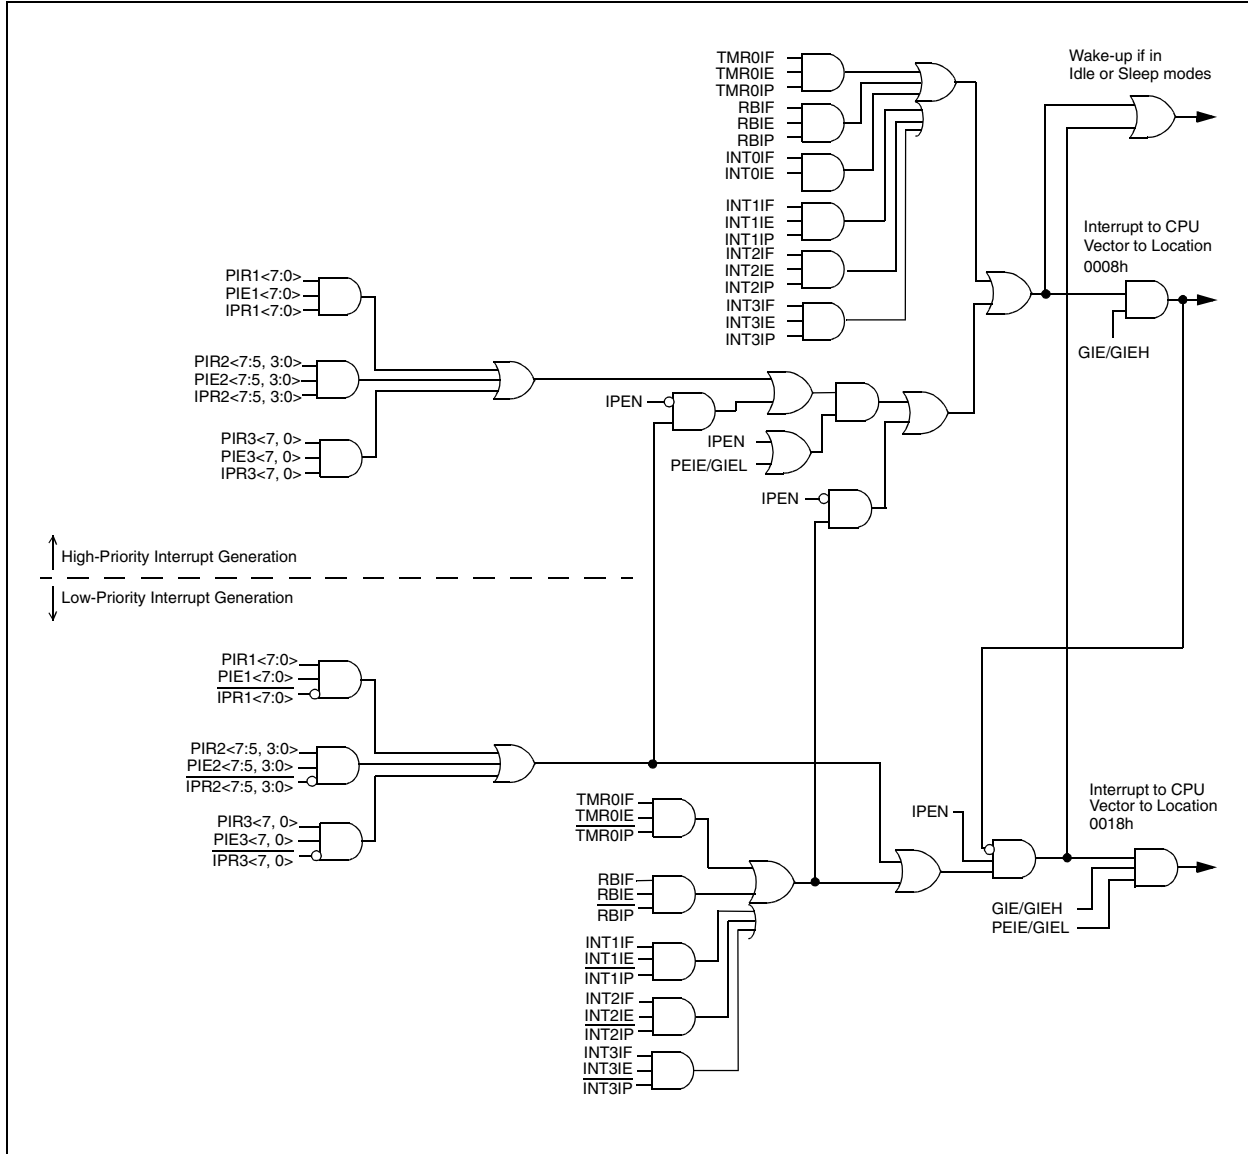 TMR0IF
TMR0IE
TMR0IP
RBIF
RBIE
RBIP
INT0IF
INT0IE
INT1IF
INT1IE
INT1IP
INT2IF
INT2IE
INT2IP
INT3IF
INT3IE
INT3IP
Wake-up if in
Idle or Sleep modes
Interrupt to CPU
Vector to Location
0008h
GIE/GIEH
PIR1<7:0>
PIE1<7:0>
IPR1<7:0>
PIR2<7:5, 3:0>
PIE2<7:5, 3:0>
IPR2<7:5, 3:0>
PIR3<7, 0>
PIE3<7, 0>
IPR3<7, 0>
IPEN
IPEN
PEIE/GIEL
IPEN
High-Priority Interrupt Generation
Low-Priority Interrupt Generation
PIR1<7:0>
PIE1<7:0>
IPR1<7:0>
PIR2<7:5, 3:0>
PIE2<7:5, 3:0>
IPR2<7:5, 3:0>
PIR3<7, 0>
PIE3<7, 0>
IPR3<7, 0>
TMR0IF
TMR0IE
TMR0IP
RBIF
RBIE
RBIP
INT1IF
INT1IE
INT1IP
INT2IF
INT2IE
INT2IP
INT3IF
INT3IE
INT3IP
IPEN
Interrupt to CPU
Vector to Location
0018h
GIE/GIEH
PEIE/GIEL